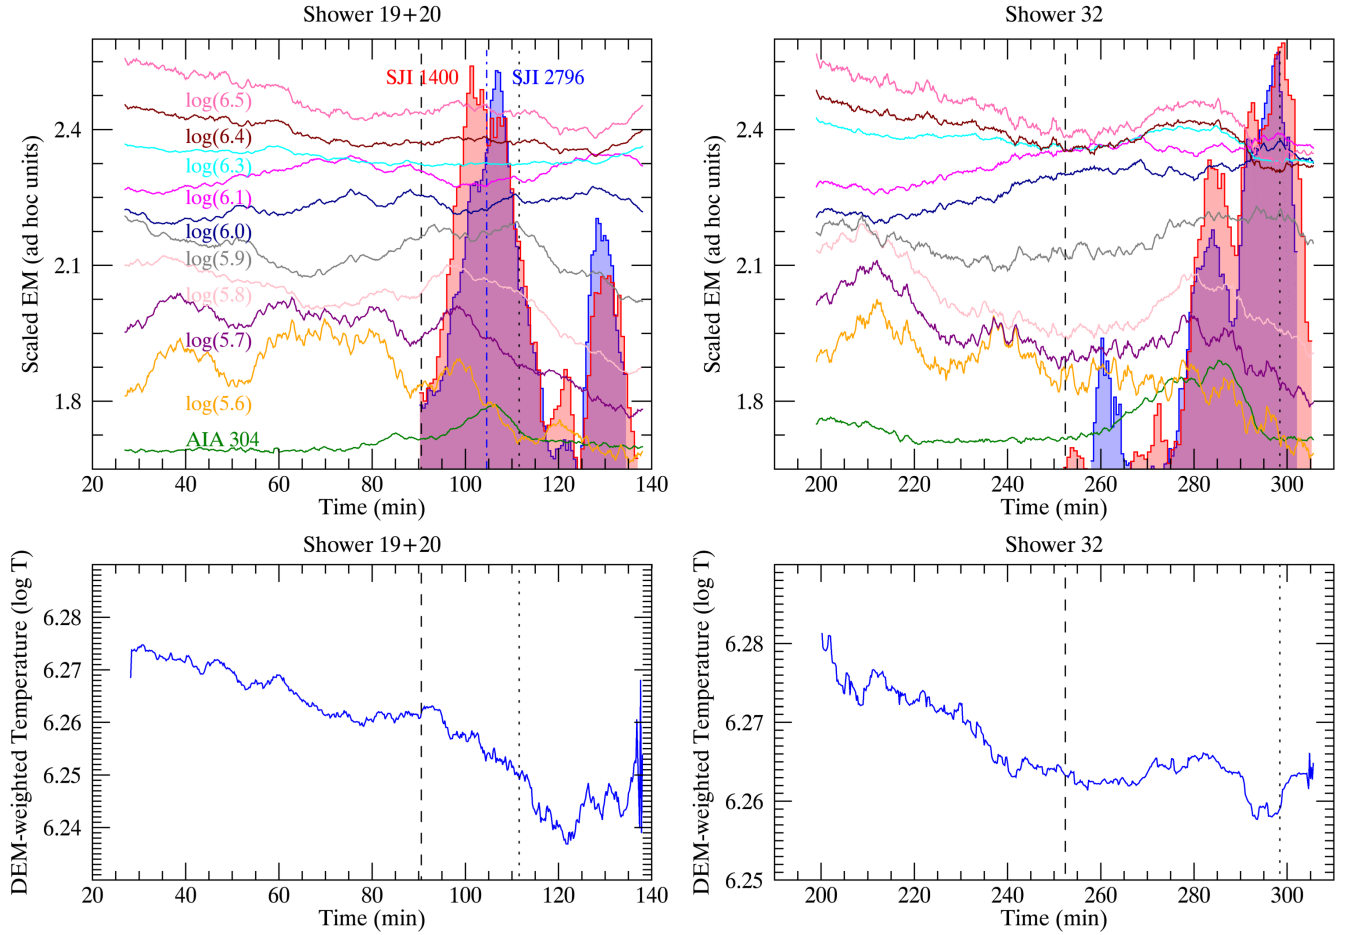 Shower 19+20
Scaled EM (ad hoc units)
2.4
2.1
1.8
SJI 1400
SJI 2796
log(6.5)
log(6.4)
log(6.3)
log(6.1)
log(6.0)
log(5.9)
log(5.8)
log(5.7)
log(5.6)
AIA 304
20 40 60 80 100 120 140
Time (min)
Shower 32
Scaled EM (ad hoc units)
2.4
2.1
1.8
200 220 240 260 280 300
Time (min)
Shower 19+20
DEM-weighted Temperature (log T)
6.28
6.27
6.26
6.25
6.24
20 40 60 80 100 120 140
Time (min)
Shower 32
DEM-weighted Temperature (log T)
6.28
6.27
6.26
6.25
200 220 240 260 280 300
Time (min)